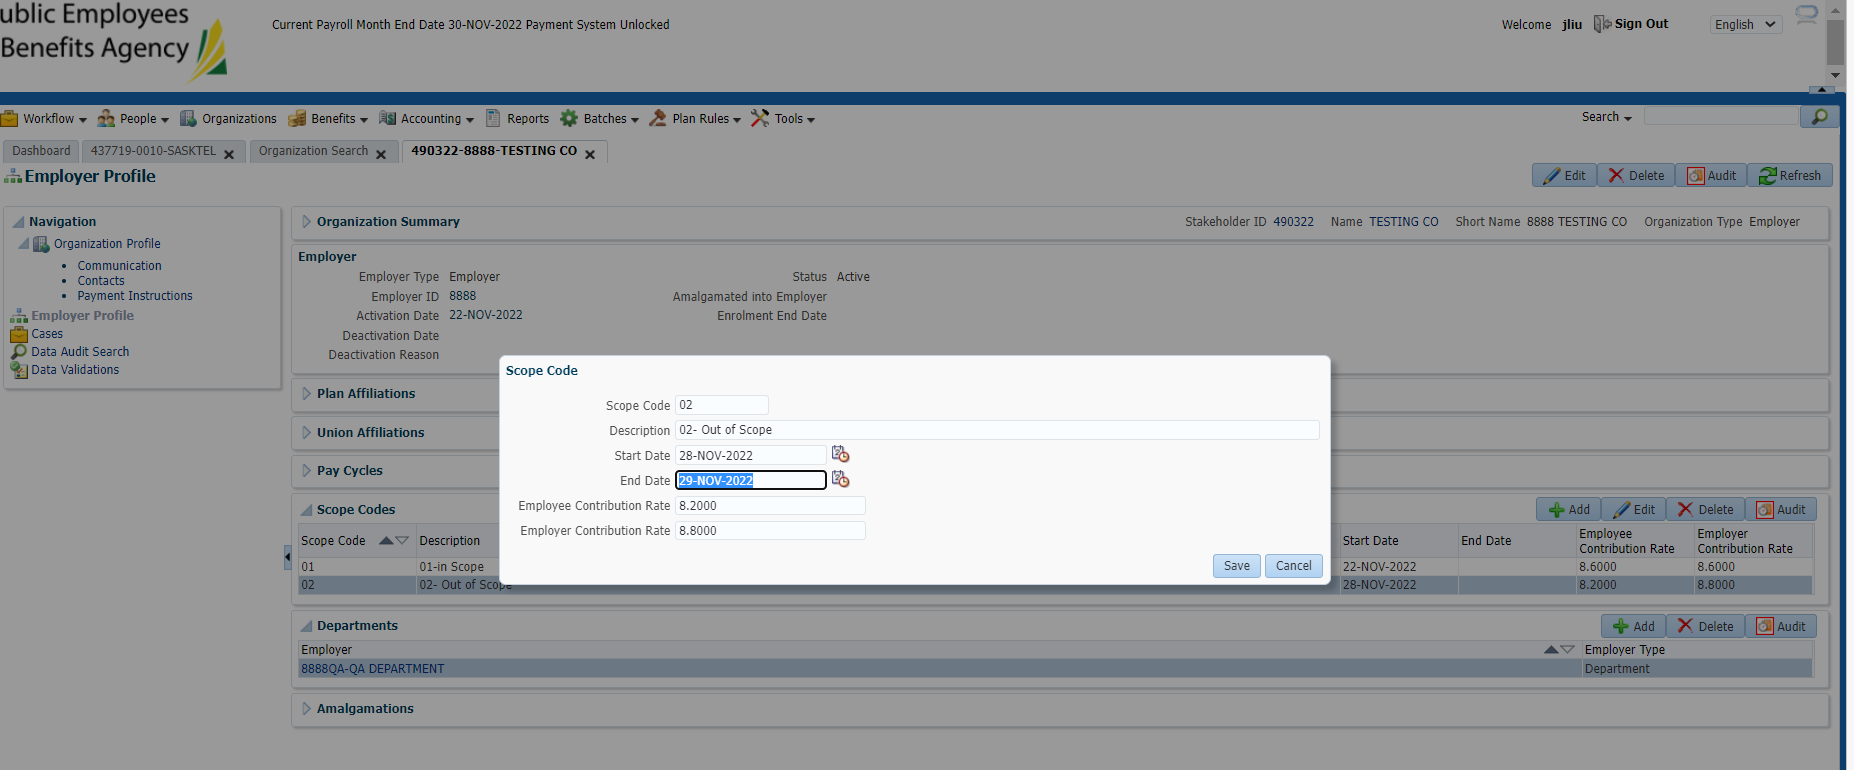 ublic Employees
Benefits Agency
Current Payroll Month End Date 30-NOV-2022 Payment System Unlocked
Welcome jliu Sign Out English
Workflow People Organizations Benefits Accounting Reports Batches Plan Rules Tools Search
Dashboard 437719-0010-SASKTEL Organization Search 490322-8888-TESTING CO
Employer Profile Edit Delete Audit Refresh
Navigation
Organization Profile
Communication
Contacts
Payment Instructions
Employer Profile
Cases
Data Audit Search
Data Validations
Organization Summary Stakeholder ID 490322 Name TESTING CO Short Name 8888 TESTING CO Organization Type Employer
Employer
Employer Type Employer Status Active
Employer ID 8888 Amalgamated into Employer
Activation Date 22-NOV-2022 Enrolment End Date
Deactivation Date
Deactivation Reason
Plan Affiliations
Union Affiliations
Pay Cycles
Scope Code
Scope Code 02
Description 02- Out of Scope
Start Date 28-NOV-2022
End Date 29-NOV-2022
Employee Contribution Rate 8.2000
Employer Contribution Rate 8.8000
Save Cancel
Scope Codes Add Edit Delete Audit
Scope Code Description Start Date End Date Employee Contribution Rate Employer Contribution Rate
01 01-in Scope 22-NOV-2022 8.6000 8.6000
02 02- Out of Scope 28-NOV-2022 8.2000 8.8000
Departments Add Delete Audit
Employer Employer Type
8888QA-QA DEPARTMENT Department
Amalgamations